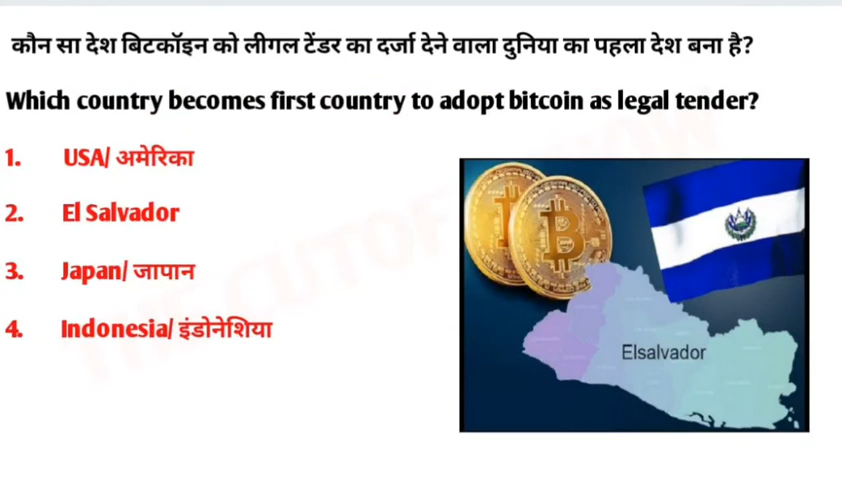 कौन सा देश बिटकॉइन को लीगल टेंडर का दर्जा देने वाला दुनिया का पहला देश बना है?
Which country becomes first country to adopt bitcoin as legal tender?
1. USA/ अमेरिका
2. El Salvador
3. Japan/ जापान
4. Indonesia/ इंडोनेशिया
Elsalvador